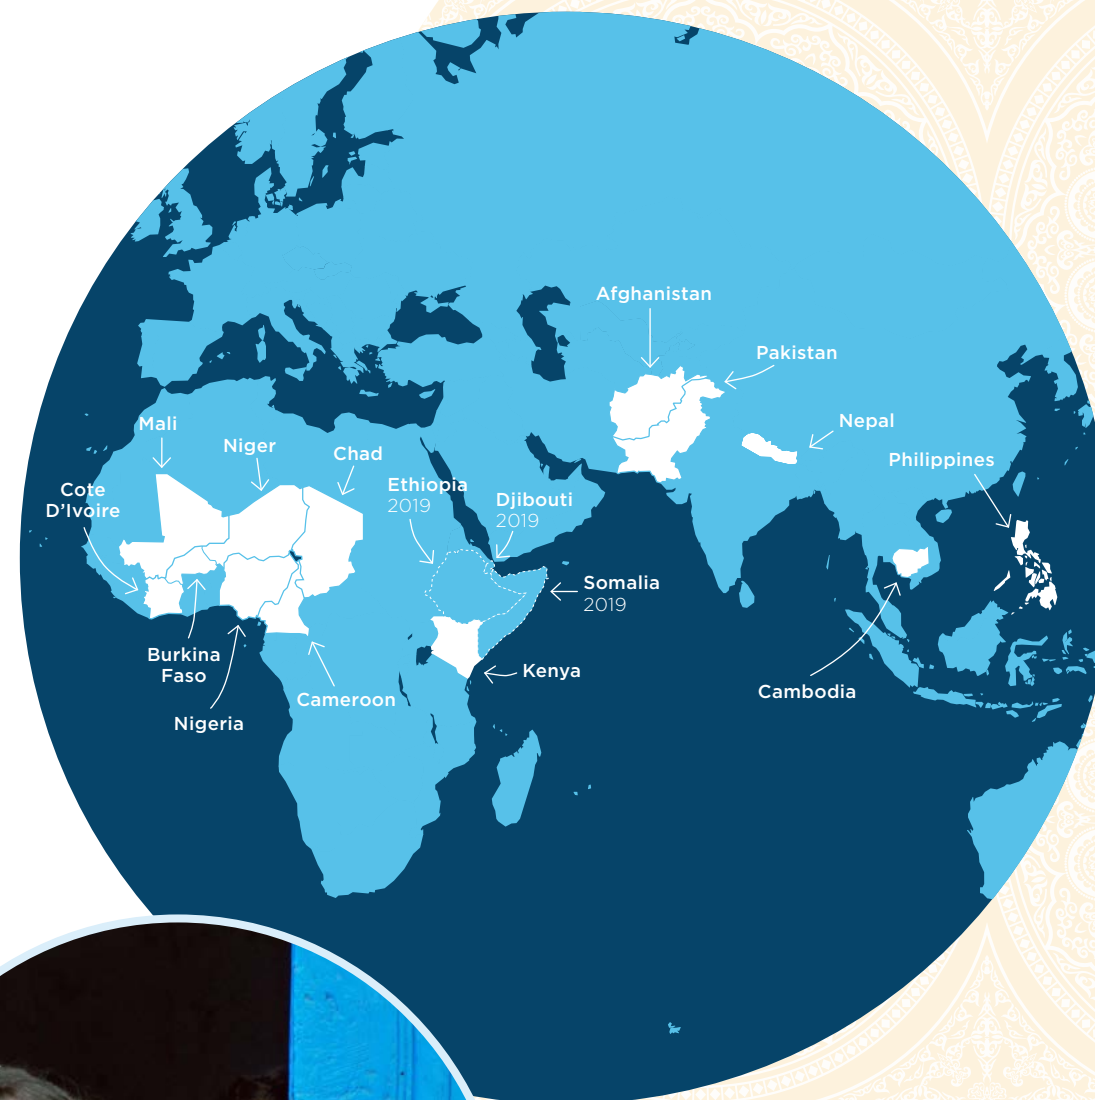 Afghanistan
Pakistan
Nepal
Philippines
Mali
Niger
Chad
Cote
D'Ivoire
Ethiopia
2019
Djibouti
2019
Somalia
2019
Burkina
Faso
Kenya
Cameroon
Nigeria
Cambodia